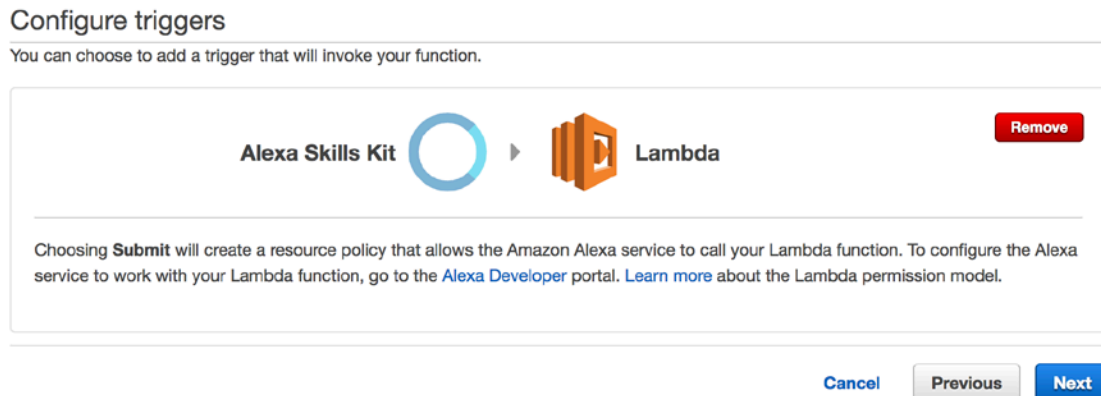 Configure triggers
You can choose to add a trigger that will invoke your function.
Remove
Alexa Skills Kit
Lambda
Choosing Submit will create a resource policy that allows the Amazon Alexa service to call your Lambda function. To configure the Alexa
service to work with your Lambda function, go to the Alexa Developer portal. Learn more about the Lambda permission model.
Cancel
Previous
Next